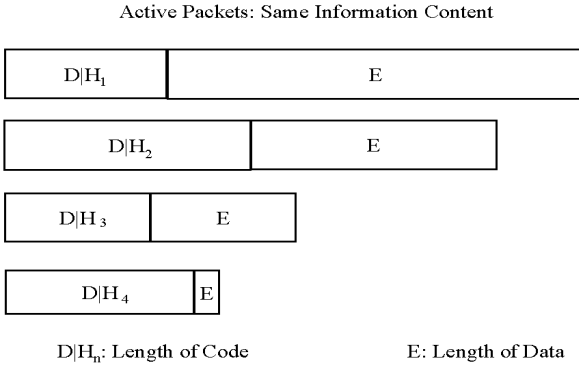 Active Packets: Same Information Content
D|H₁ E
D|H₂ E
D|H₃ E
D|H₄ E
D|Hₙ: Length of Code E: Length of Data